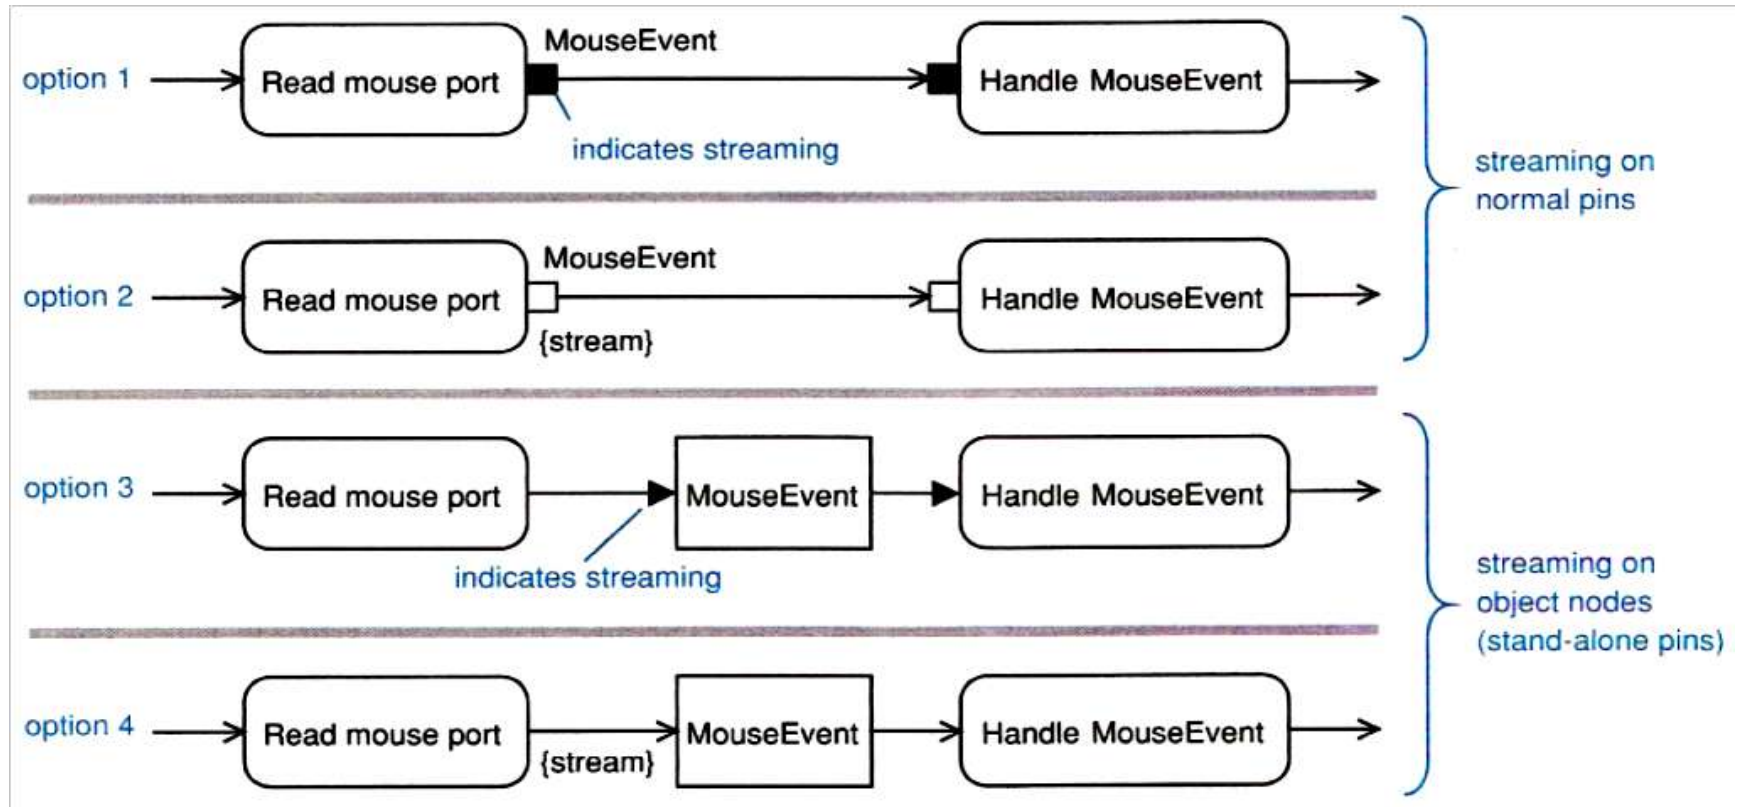 option 1
Read mouse port
MouseEvent
indicates streaming
Handle MouseEvent
streaming on
normal pins
option 2
Read mouse port
MouseEvent
{stream}
Handle MouseEvent
option 3
Read mouse port
indicates streaming
MouseEvent
Handle MouseEvent
streaming on
object nodes
(stand-alone pins)
option 4
Read mouse port
{stream}
MouseEvent
Handle MouseEvent